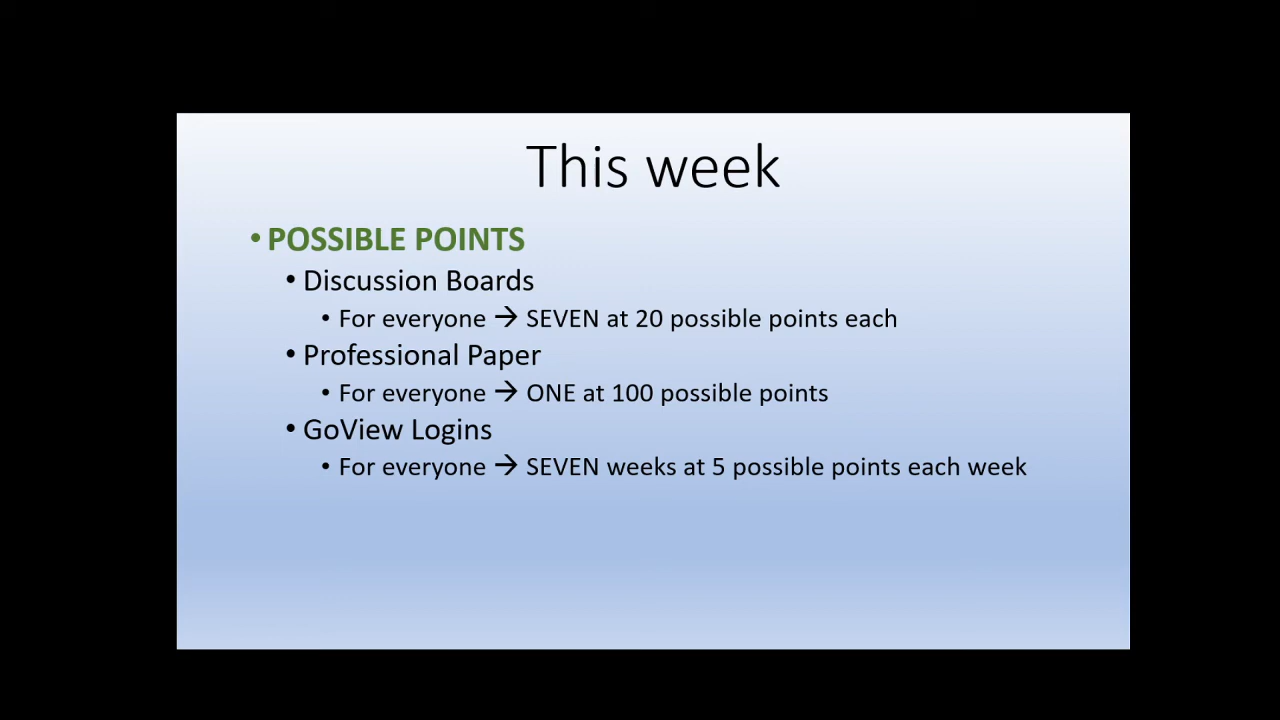 This week
• POSSIBLE POINTS
• Discussion Boards
• For everyone → SEVEN at 20 possible points each
• Professional Paper
• For everyone → ONE at 100 possible points
• GoView Logins
• For everyone → SEVEN weeks at 5 possible points each week